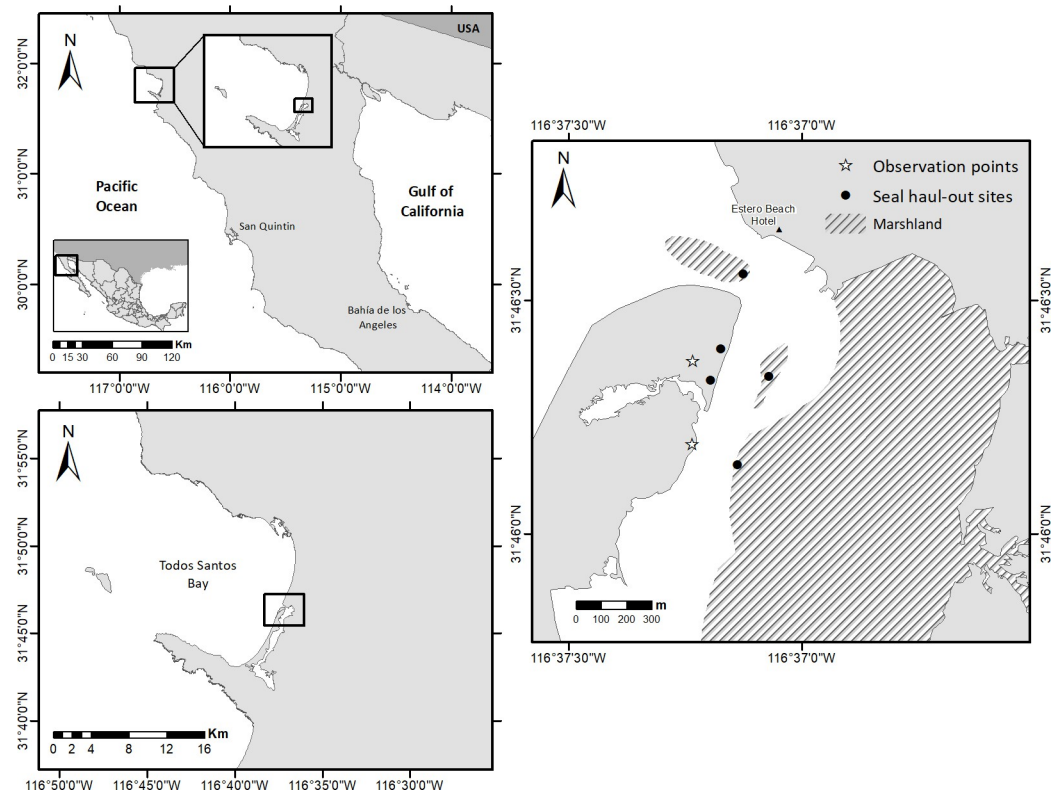 USA
N
32°0'0"N
31°0'0"N
30°0'0"N
Pacific
Ocean
Gulf of
California
San Quintin
Bahía de los
Angeles
Km
0 15 30 60 90 120
117°0'0"W 116°0'0"W 115°0'0"W 114°0'0"W
N
31°55'0"N
31°50'0"N
31°45'0"N
31°40'0"N
Todos Santos
Bay
Km
0 2 4 8 12 16
116°50'0"W 116°45'0"W 116°40'0"W 116°35'0"W 116°30'0"W
116°37'30"W 116°37'0"W
N
Observation points
Seal haul-out sites
Marshland
Estero Beach
Hotel
31°46'30"N
31°46'0"N
31°46'30"N
31°46'0"N
m
0 100 200 300
116°37'30"W 116°37'0"W